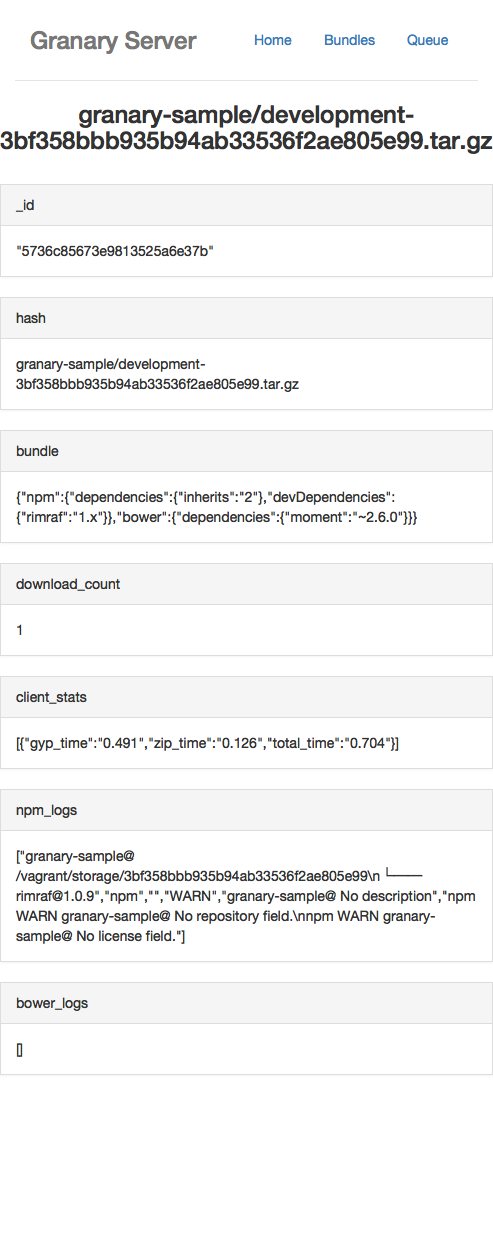 Granary Server Home Bundles Queue
granary-sample/development-
3bf358bbb935b94ab33536f2ae805e99.tar.gz
_id
"5736c85673e9813525a6e37b"
hash
granary-sample/development-
3bf358bbb935b94ab33536f2ae805e99.tar.gz
bundle
{"npm":{"dependencies":{"inherits":"2"},"devDependencies":
{"rimraf":"1.x"}},"bower":{"dependencies":{"moment":"~2.6.0"}}}
download_count
1
client_stats
[{"gyp_time":"0.491","zip_time":"0.126","total_time":"0.704"}]
npm_logs
["granary-sample@
/vagrant/storage/3bf358bbb935b94ab33536f2ae805e99\n └───
rimraf@1.0.9","npm","","WARN","granary-sample@ No description","npm
WARN granary-sample@ No repository field.\nnpm WARN granary-
sample@ No license field."]
bower_logs
[]